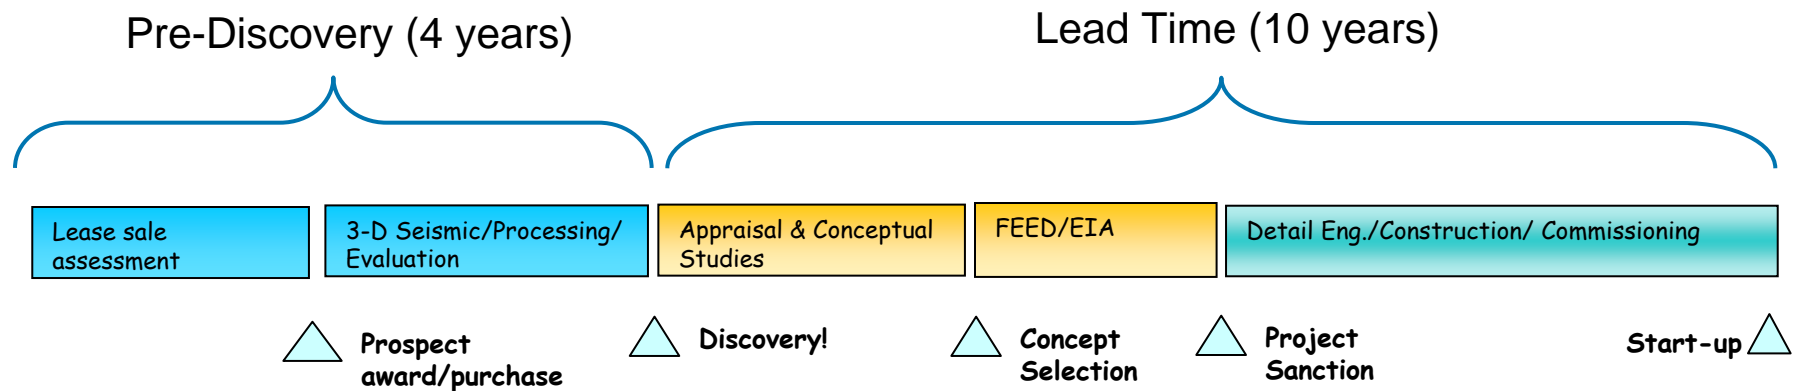 Pre-Discovery (4 years)
Lead Time (10 years)
Lease sale
assessment
3-D Seismic/Processing/
Evaluation
Appraisal & Conceptual
Studies
FEED/EIA
Detail Eng./Construction/ Commissioning
Prospect
award/purchase
Discovery!
Concept
Selection
Project
Sanction
Start-up